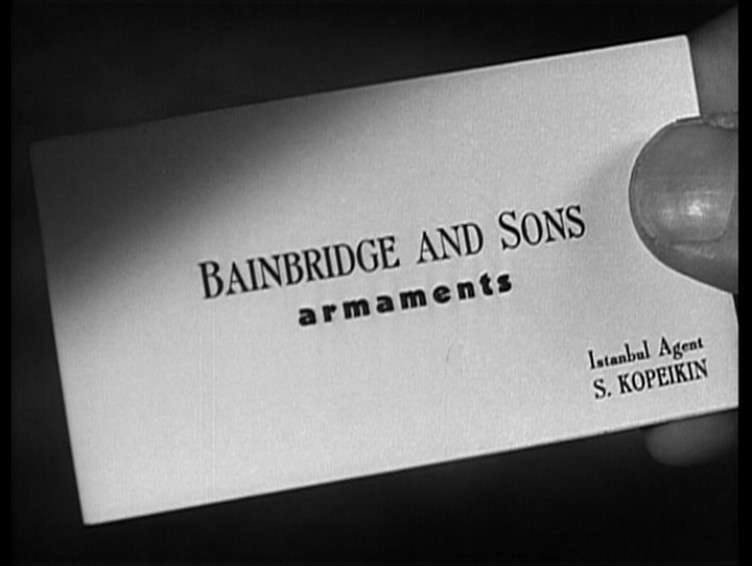 BAINBRIDGE AND SONS
armaments
Istanbul Agent
S. KOPEIKIN